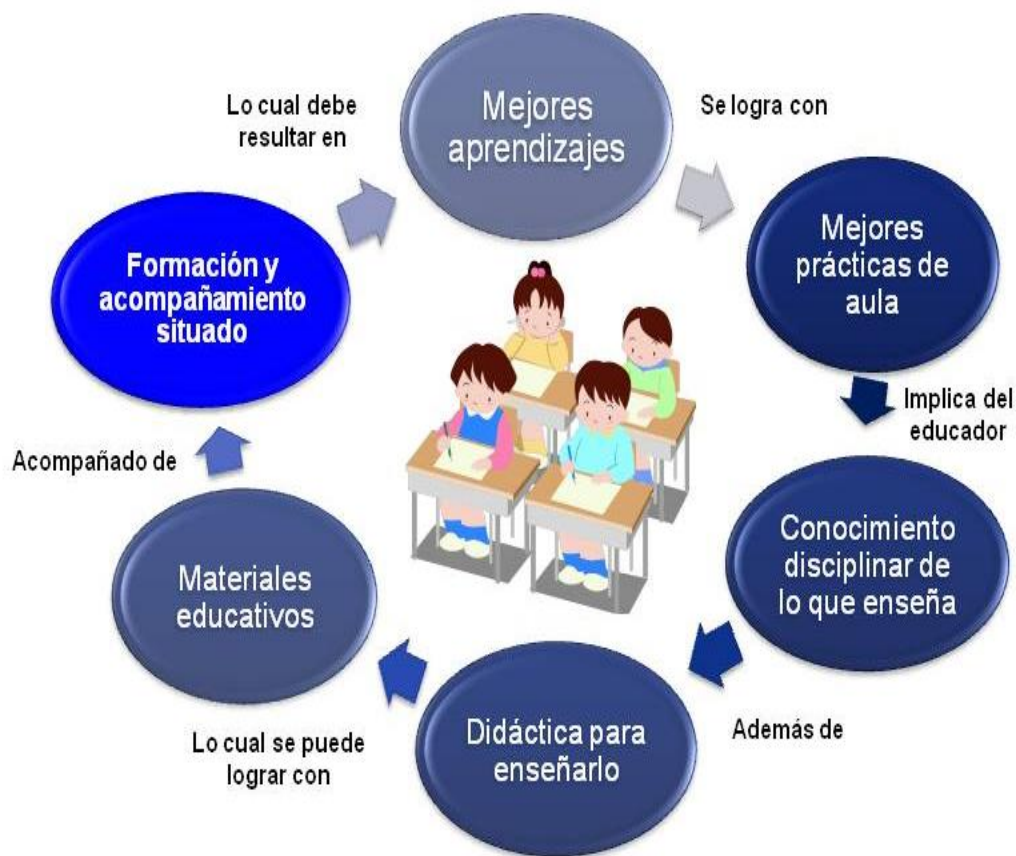 Mejores
aprendizajes
Se logra con
Mejores
prácticas de
aula
Implica del
educador
Conocimiento
disciplinar de
lo que enseña
Además de
Didáctica para
enseñarlo
Lo cual se puede
lograr con
Materiales
educativos
Acompañado de
Formación y
acompañamiento
situado
Lo cual debe
resultar en